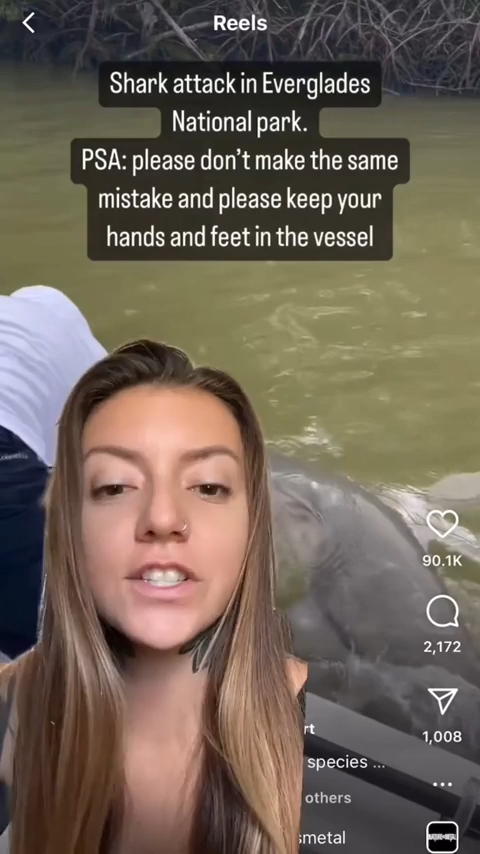 Reels
Shark attack in Everglades
National park.
PSA: please don't make the same
mistake and please keep your
hands and feet in the vessel
90.1K
2,172
1,008
species ...
others